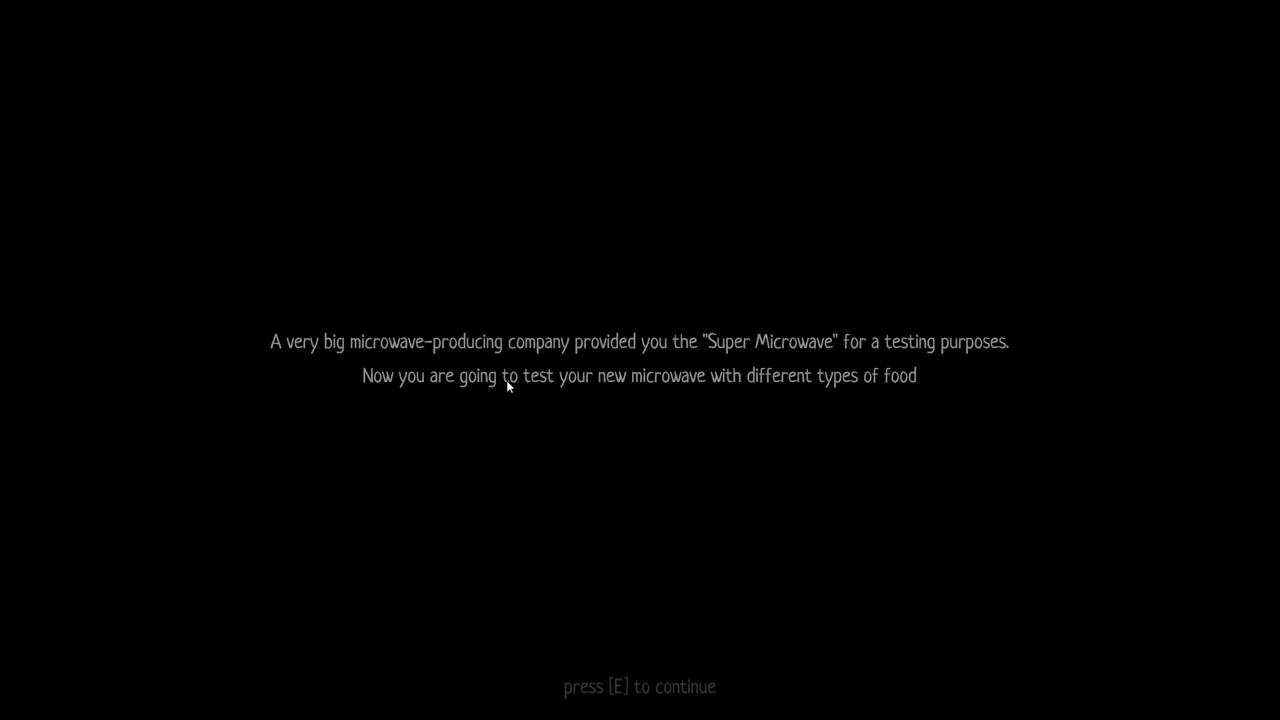 A very big microwave-producing company provided you the "Super Microwave" for a testing purposes.
Now you are going to test your new microwave with different types of food
press [E] to continue